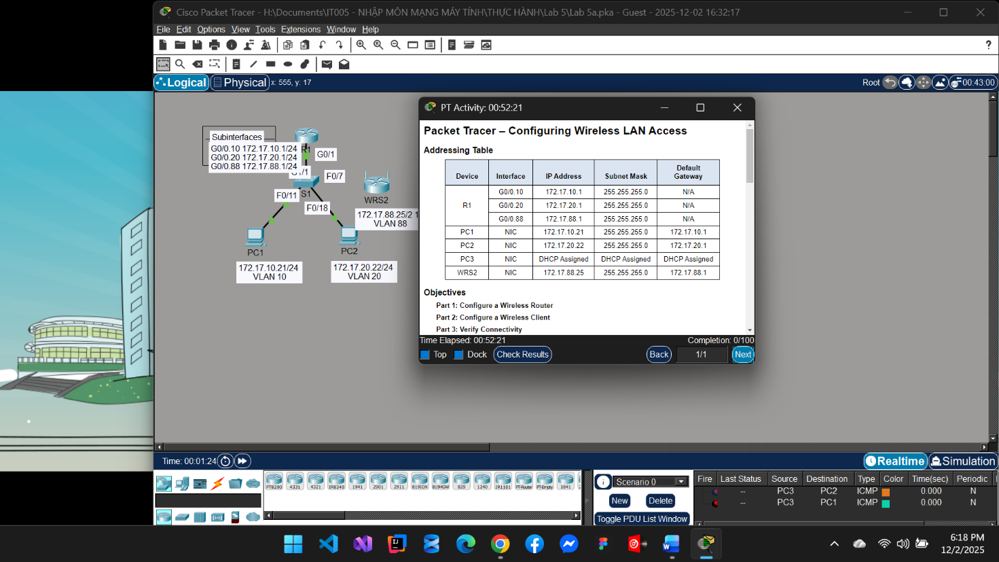 Cisco Packet Tracer - H:\Documents\IT005 - NHẬP MÔN MẠNG MÁY TÍNH\THỰC HÀNH\Lab 5\Lab 5a.pka - Guest - 2025-12-02 16:32:17
File Edit Options View Tools Extensions Window Help
Logical Physical x: 555, y: 17 Root 00:43:00
Subinterfaces
G0/0.10 172.17.10.1/24
G0/0.20 172.17.20.1/24
G0/0.88 172.17.88.1/24
R1
G0/1
F0/7
S1
F0/11
F0/18
WRS2
172.17.88.25/2
VLAN 88
PC1
PC2
172.17.10.21/24
VLAN 10
172.17.20.22/24
VLAN 20
PT Activity: 00:52:21
Packet Tracer – Configuring Wireless LAN Access
Addressing Table
Device Interface IP Address Subnet Mask Default Gateway
R1 G0/0.10 172.17.10.1 255.255.255.0 N/A
G0/0.20 172.17.20.1 255.255.255.0 N/A
G0/0.88 172.17.88.1 255.255.255.0 N/A
PC1 NIC 172.17.10.21 255.255.255.0 172.17.10.1
PC2 NIC 172.17.20.22 255.255.255.0 172.17.20.1
PC3 NIC DHCP Assigned DHCP Assigned DHCP Assigned
WRS2 NIC 172.17.88.25 255.255.255.0 172.17.88.1
Objectives
Part 1: Configure a Wireless Router
Part 2: Configure a Wireless Client
Part 3: Verify Connectivity
Time Elapsed: 00:52:21 Completion: 0/100
Top Dock Check Results Back 1/1 Next
Time: 00:01:24 Realtime Simulation
PT8200 4331 4321 IR8340 1941 2901 2911 819IOX 819HGW 829 1240 IR1101 PT-Router PT-Empty 1841
Scenario 0
New Delete
Toggle PDU List Window
Fire Last Status Source Destination Type Color Time(sec) Periodic
-- PC3 PC2 ICMP 0.000 N
-- PC3 PC1 ICMP 0.000 N
6:18 PM
12/2/2025